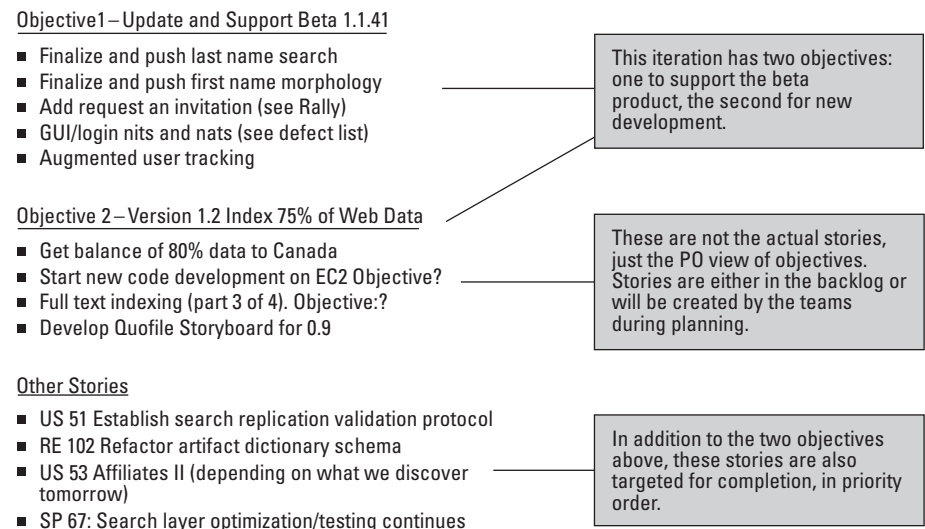 Objective1–Update and Support Beta 1.1.41
■ Finalize and push last name search
■ Finalize and push first name morphology
■ Add request an invitation (see Rally)
■ GUI/login nits and nats (see defect list)
■ Augmented user tracking
This iteration has two objectives:
one to support the beta
product, the second for new
development.
Objective 2–Version 1.2 Index 75% of Web Data
■ Get balance of 80% data to Canada
■ Start new code development on EC2 Objective?
■ Full text indexing (part 3 of 4). Objective:?
■ Develop Quofile Storyboard for 0.9
These are not the actual stories,
just the PO view of objectives.
Stories are either in the backlog or
will be created by the teams
during planning.
Other Stories
■ US 51 Establish search replication validation protocol
■ RE 102 Refactor artifact dictionary schema
■ US 53 Affiliates II (depending on what we discover
tomorrow)
■ SP 67: Search layer optimization/testing continues
In addition to the two objectives
above, these stories are also
targeted for completion, in priority
order.